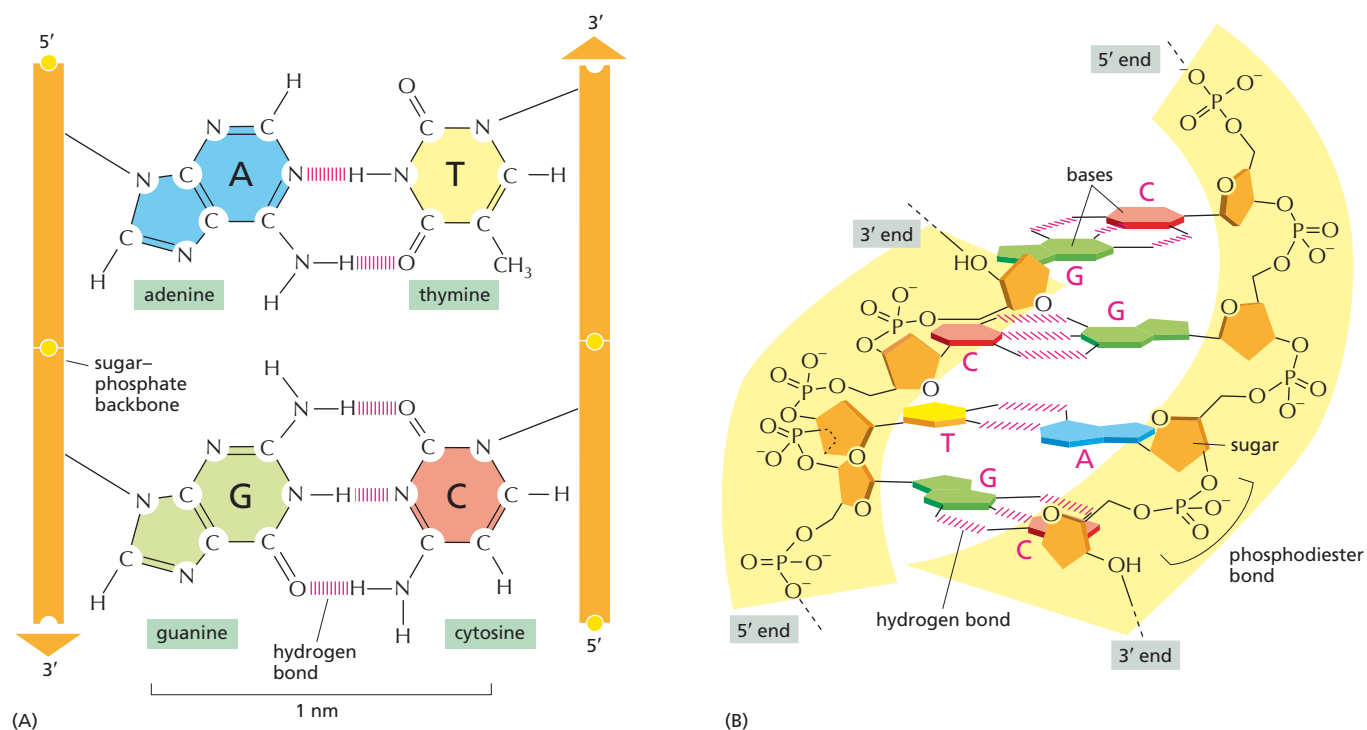 5′
3′
H
O
N
C
C
N
A
T
N
C
N
H
N
C
H
C
C
C
C
C
N
N
H
O
CH₃
H
H
adenine
thymine
sugar–
phosphate
backbone
H
N
H
O
N
C
C
N
G
C
N
C
N
H
N
C
H
C
C
C
C
C
N
H
O
H
N
H
H
guanine
cytosine
hydrogen
bond
3′
5′
1 nm
(A)
5′ end
⁻O
O⁻
P
O
O
bases
C
O
O
3′ end
P=O
O⁻
HO
G
O
O
O⁻
O
P
O
G
O
O
C
O
O
P
O⁻
O
O⁻
P
O
O
O
O
T
A
O
sugar
P
O⁻
O
O
O
G
O
O
P
O⁻
O
O
O
C
OH
phosphodiester
bond
O=P
O⁻
O⁻
hydrogen bond
5′ end
3′ end
(B)